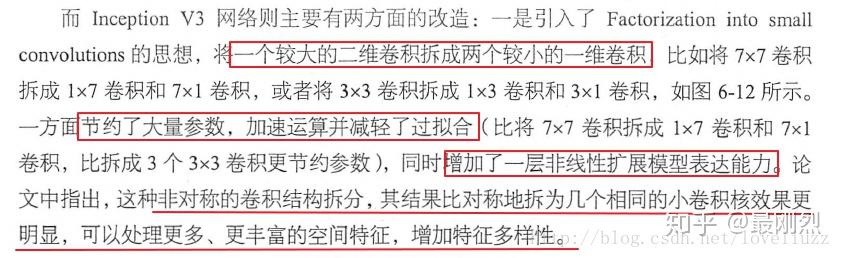 而 Inception V3 网络则主要有两方面的改造：一是引入了 Factorization into small
convolutions 的思想，将一个较大的二维卷积拆成两个较小的一维卷积，比如将 7×7 卷积
拆成 1×7 卷积和 7×1 卷积，或者将 3×3 卷积拆成 1×3 卷积和 3×1 卷积，如图 6-12 所示。
一方面节约了大量参数，加速运算并减轻了过拟合（比将 7×7 卷积拆成 1×7 卷积和 7×1
卷积，比拆成 3 个 3×3 卷积更节约参数），同时增加了一层非线性扩展模型表达能力。论
文中指出，这种非对称的卷积结构拆分，其结果比对称地拆为几个相同的小卷积核效果更
明显，可以处理更多、更丰富的空间特征，增加特征多样性。
知乎 @最刚烈
http://blog.csdn.net/loveliuzz